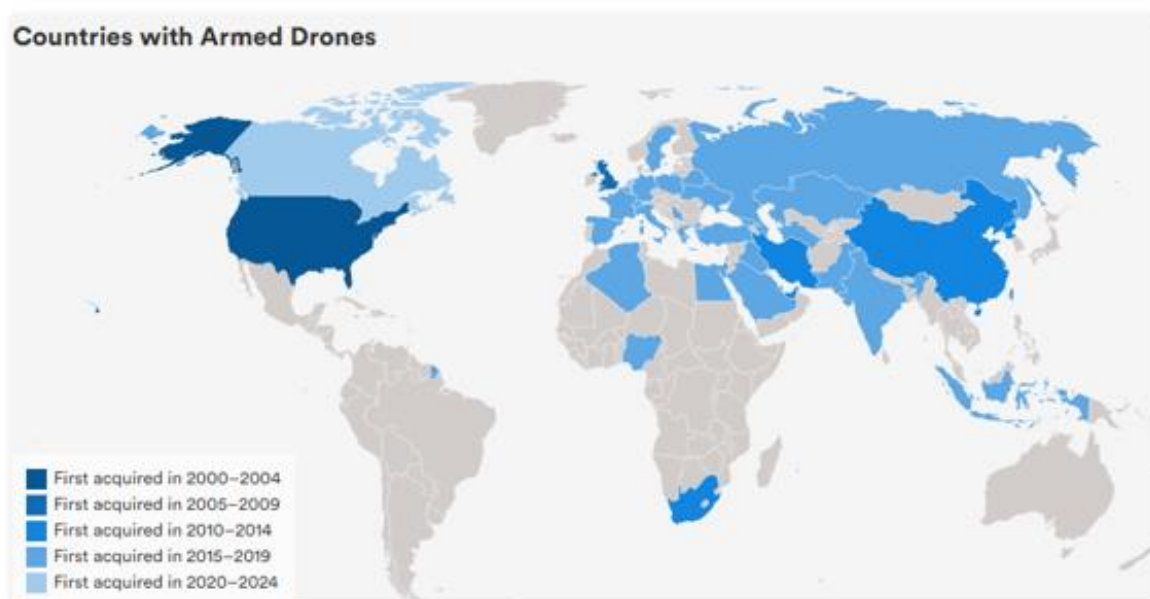 Countries with Armed Drones
First acquired in 2000–2004
First acquired in 2005–2009
First acquired in 2010–2014
First acquired in 2015–2019
First acquired in 2020–2024